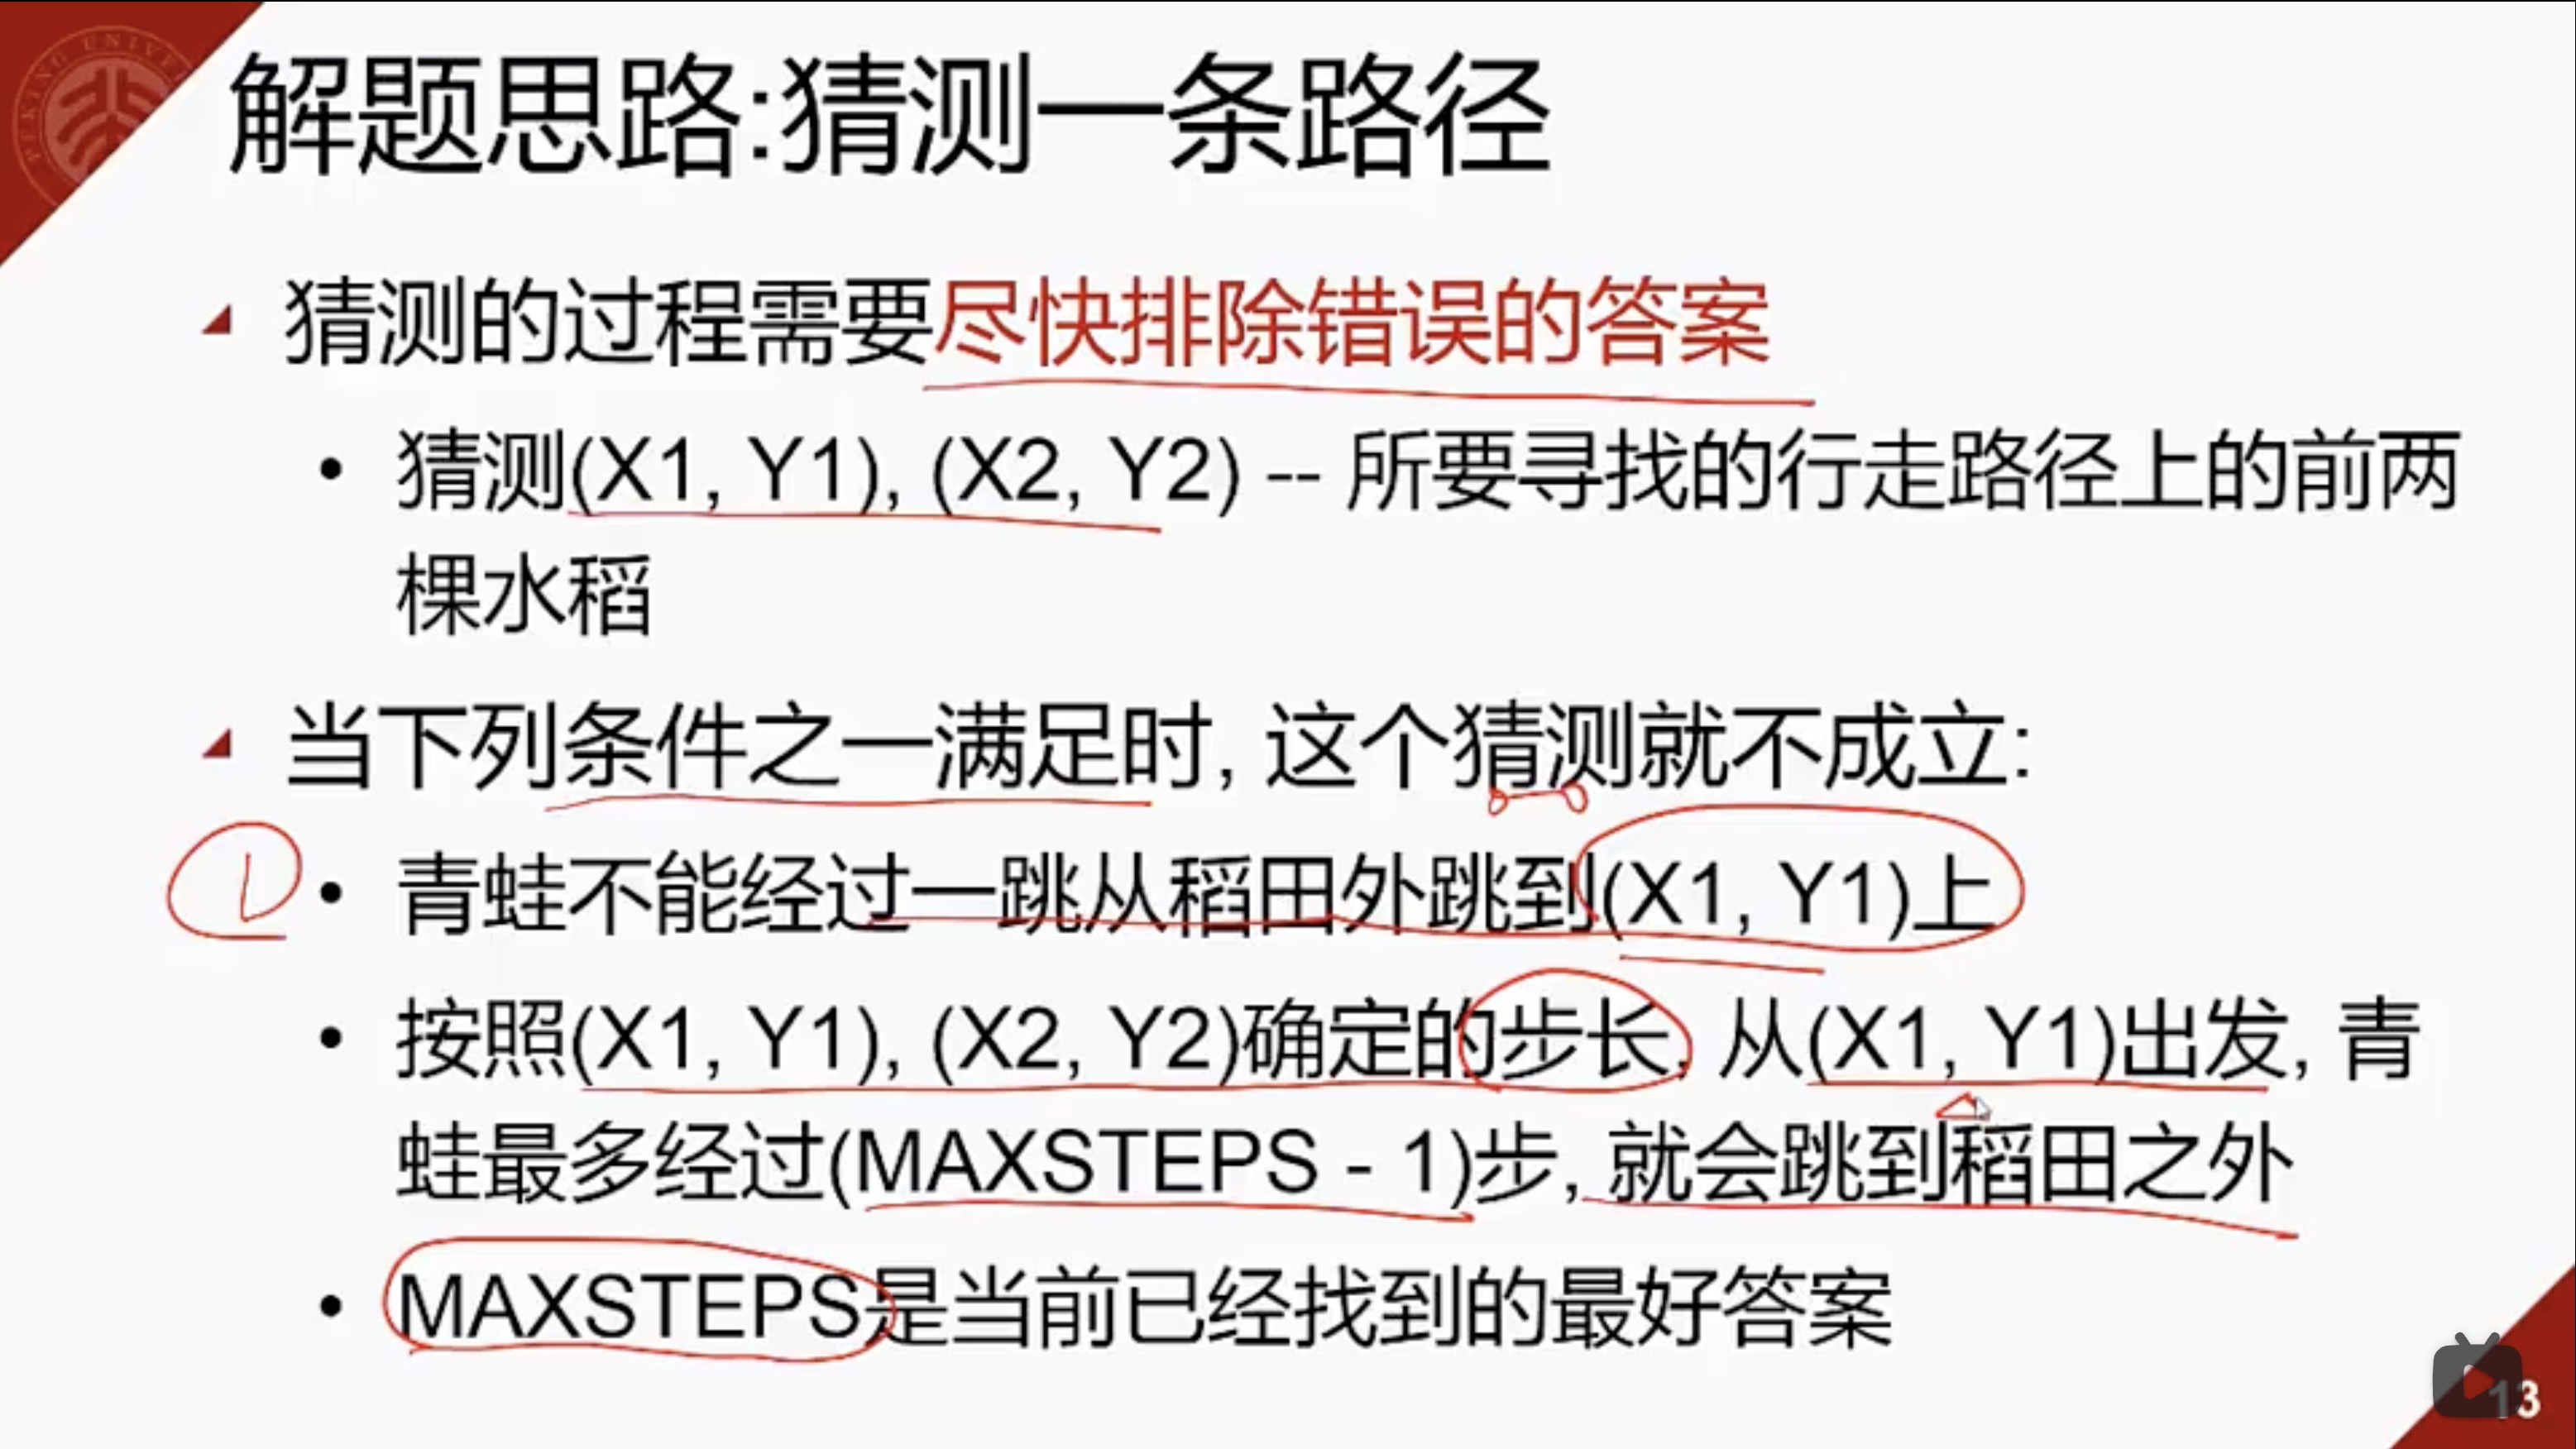 解题思路:猜测一条路径
猜测的过程需要尽快排除错误的答案
• 猜测(X1, Y1), (X2, Y2) -- 所要寻找的行走路径上的前两
棵水稻
当下列条件之一满足时, 这个猜测就不成立:
① • 青蛙不能经过一跳从稻田外跳到(X1, Y1)上
• 按照(X1, Y1), (X2, Y2)确定的步长, 从(X1, Y1)出发, 青
蛙最多经过(MAXSTEPS - 1)步, 就会跳到稻田之外
• MAXSTEPS是当前已经找到的最好答案
13